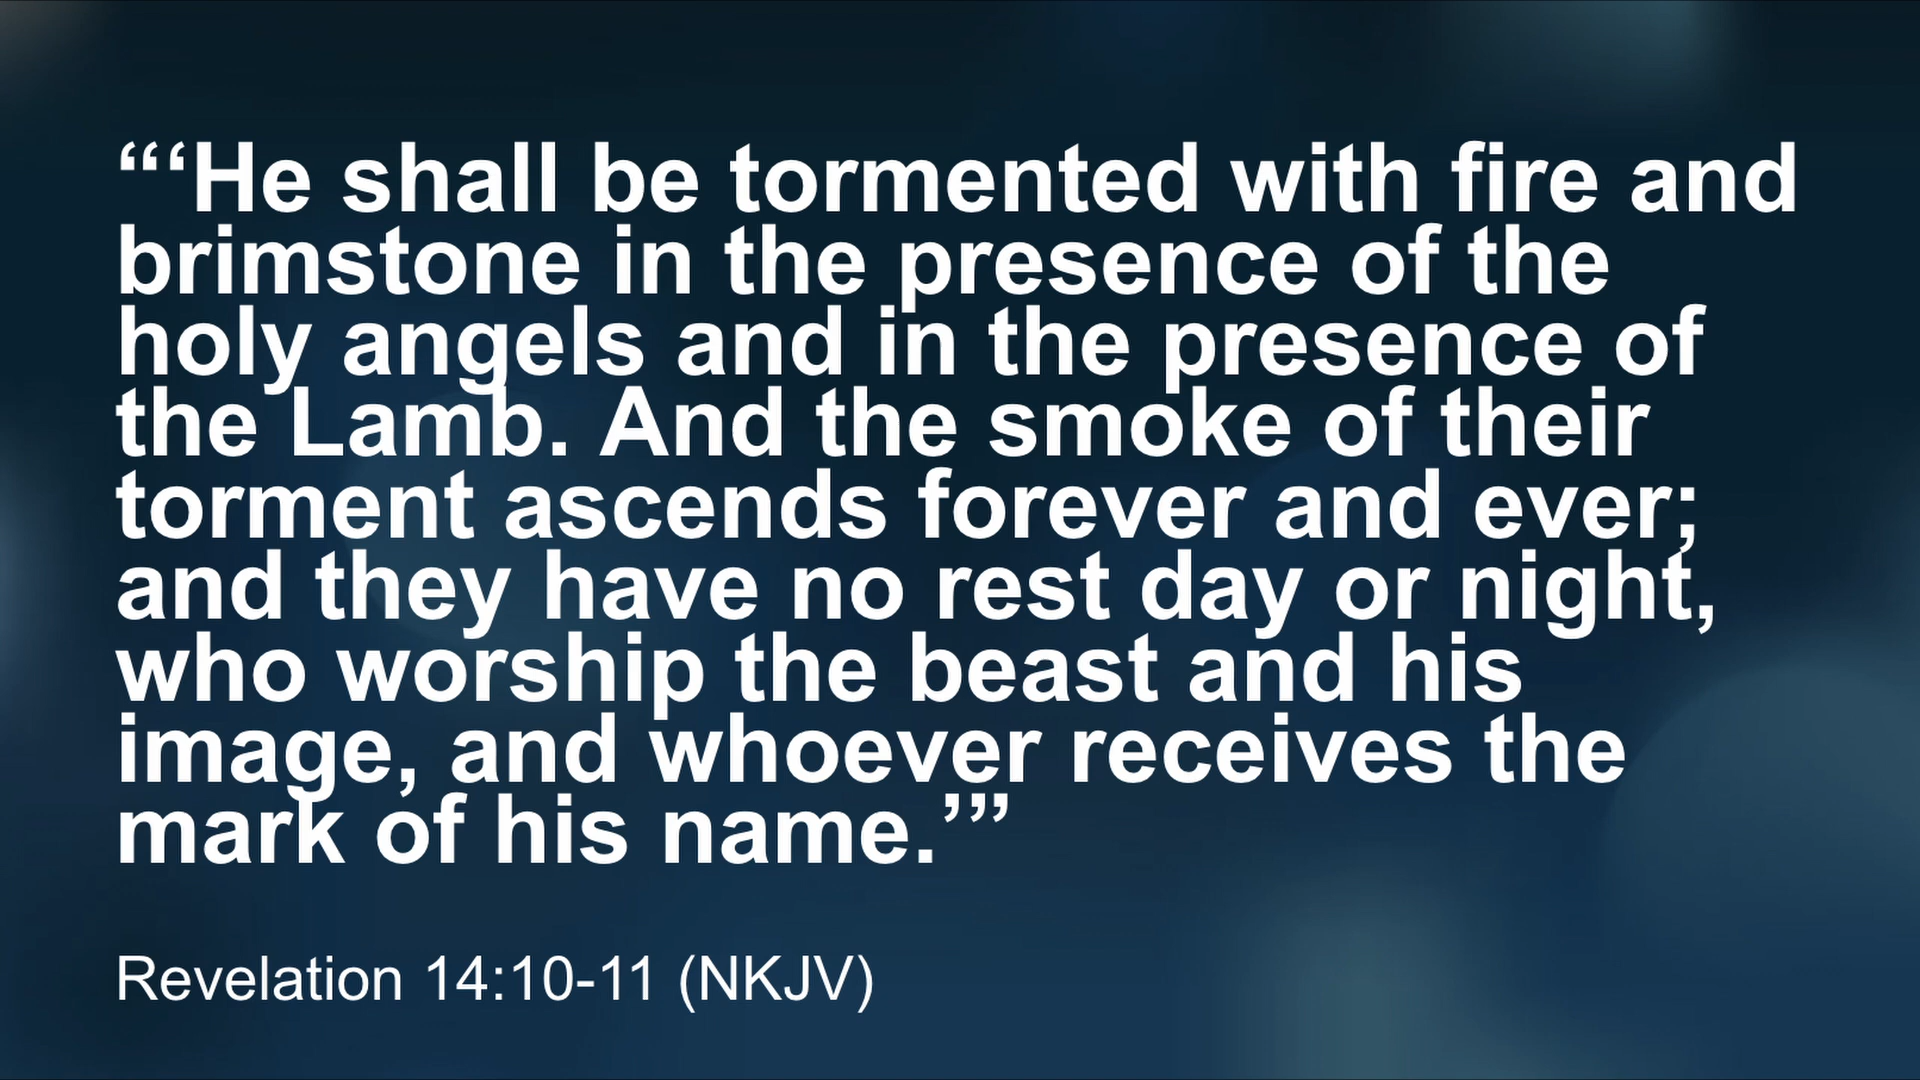 “‘He shall be tormented with fire and
brimstone in the presence of the
holy angels and in the presence of
the Lamb. And the smoke of their
torment ascends forever and ever;
and they have no rest day or night,
who worship the beast and his
image, and whoever receives the
mark of his name.’”
Revelation 14:10-11 (NKJV)